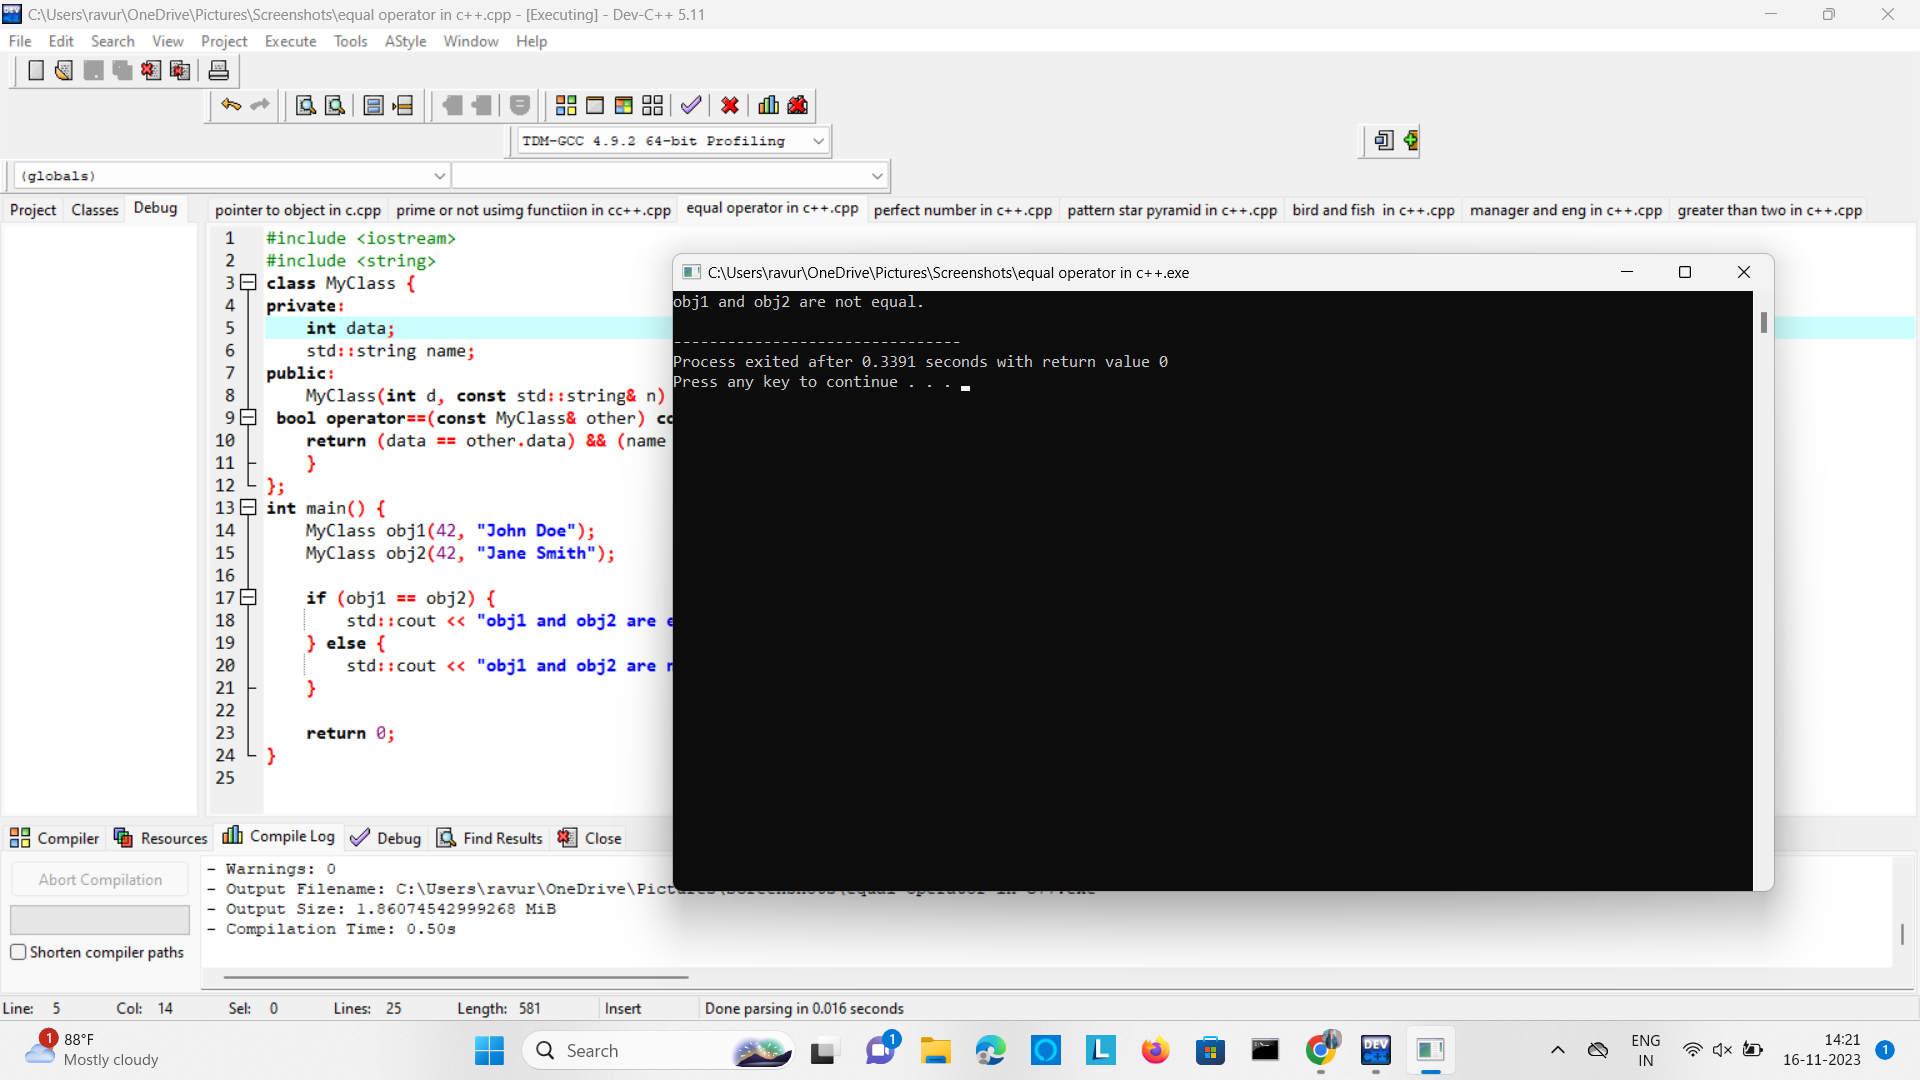 C:\Users\ravur\OneDrive\Pictures\Screenshots\equal operator in c++.cpp - [Executing] - Dev-C++ 5.11
File Edit Search View Project Execute Tools AStyle Window Help
TDM-GCC 4.9.2 64-bit Profiling
(globals)
Project Classes Debug
pointer to object in c.cpp prime or not usimg functiion in cc++.cpp equal operator in c++.cpp perfect number in c++.cpp pattern star pyramid in c++.cpp bird and fish in c++.cpp manager and eng in c++.cpp greater than two in c++.cpp
1 #include <iostream>
2 #include <string>
3 class MyClass {
4 private:
5 int data;
6 std::string name;
7 public:
8 MyClass(int d, const std::string& n)
9 bool operator==(const MyClass& other)
10 return (data == other.data) && (name
11 }
12 };
13 int main() {
14 MyClass obj1(42, "John Doe");
15 MyClass obj2(42, "Jane Smith");
16
17 if (obj1 == obj2) {
18 std::cout << "obj1 and obj2 are
19 } else {
20 std::cout << "obj1 and obj2 are
21 }
22
23 return 0;
24 }
25
C:\Users\ravur\OneDrive\Pictures\Screenshots\equal operator in c++.exe
obj1 and obj2 are not equal.
--------------------------------
Process exited after 0.3391 seconds with return value 0
Press any key to continue . . .
Compiler Resources Compile Log Debug Find Results Close
Abort Compilation
Shorten compiler paths
- Warnings: 0
- Output Filename: C:\Users\ravur\OneDrive\Pictures\Screenshots\equal operator in c++.exe
- Output Size: 1.86074542999268 MiB
- Compilation Time: 0.50s
Line: 5 Col: 14 Sel: 0 Lines: 25 Length: 581 Insert Done parsing in 0.016 seconds
1
88°F
Mostly cloudy
Search
1
DEV
C++
L
ENG
IN
14:21
16-11-2023
1